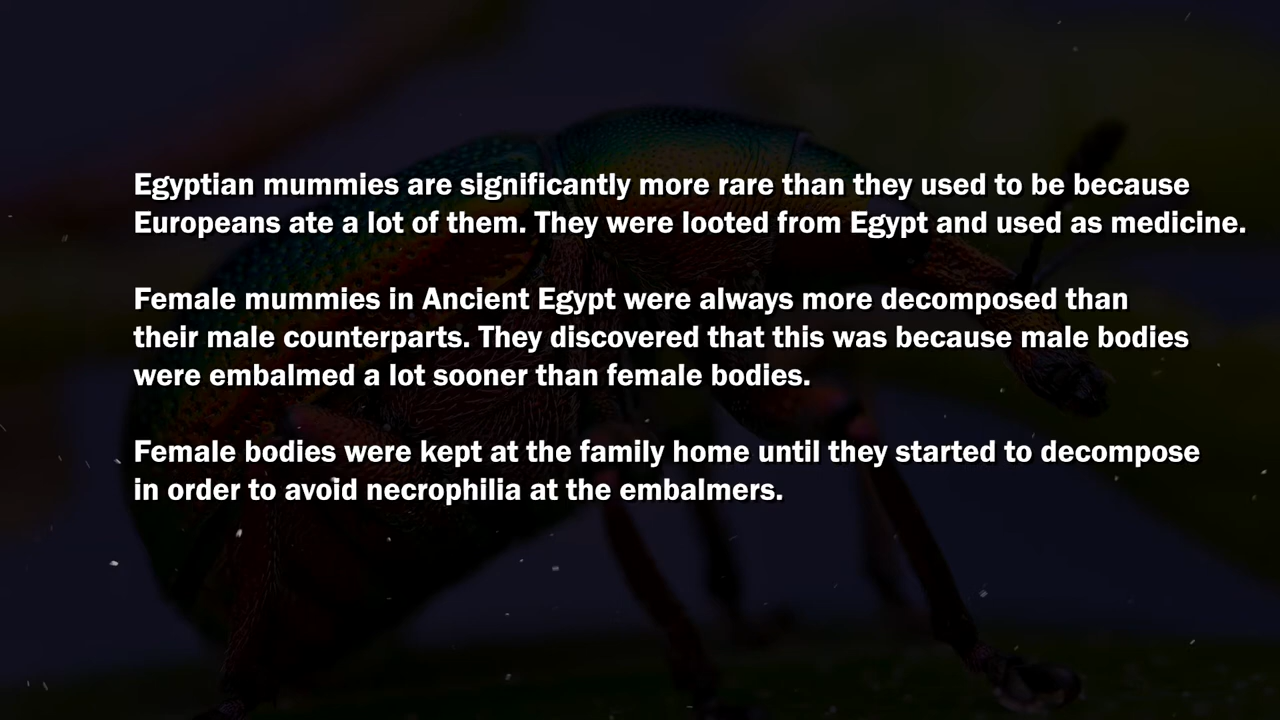 Egyptian mummies are significantly more rare than they used to be because
Europeans ate a lot of them. They were looted from Egypt and used as medicine.
Female mummies in Ancient Egypt were always more decomposed than
their male counterparts. They discovered that this was because male bodies
were embalmed a lot sooner than female bodies.
Female bodies were kept at the family home until they started to decompose
in order to avoid necrophilia at the embalmers.